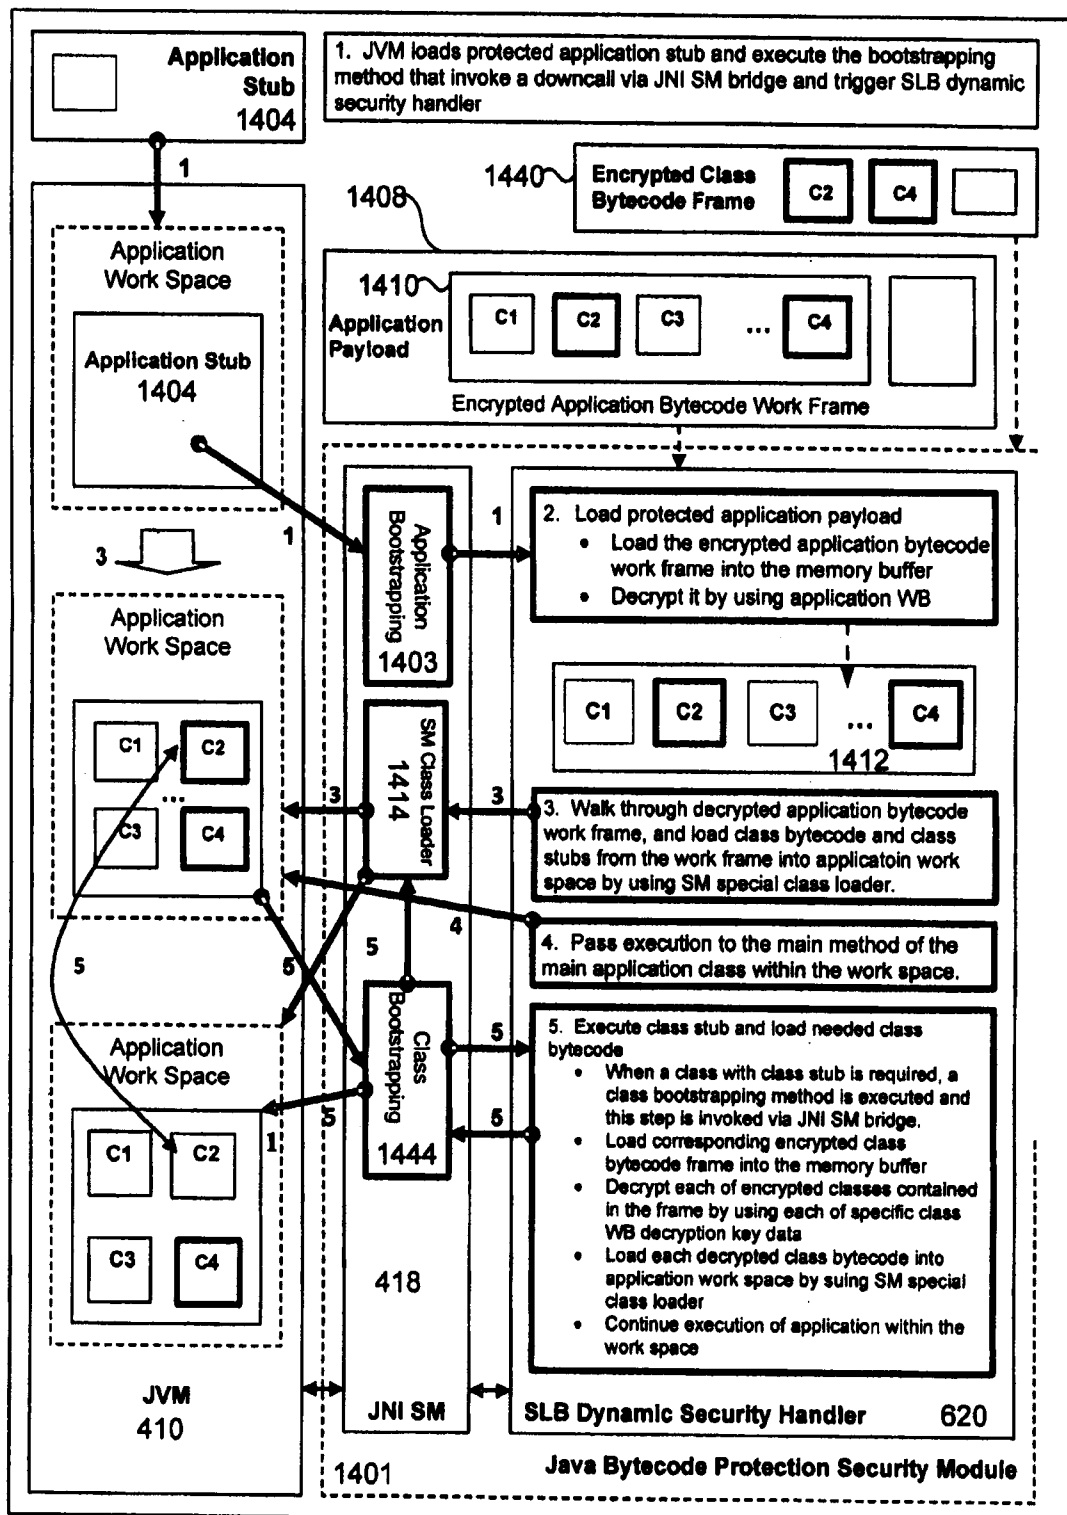 Application
Stub
1404
1. JVM loads protected application stub and execute the bootstrapping
method that invoke a downcall via JNI SM bridge and trigger SLB dynamic
security handler
1
1440
Encrypted Class
Bytecode Frame
C2
C4
1408
1410
Application
Payload
C1
C2
C3
...
C4
Encrypted Application Bytecode Work Frame
Application
Work Space
Application Stub
1404
1
3
Application
Bootstrapping
1403
1
2. Load protected application payload
• Load the encrypted application bytecode
work frame into the memory buffer
• Decrypt it by using application WB
C1
C2
C3
...
C4
1412
Application
Work Space
C1
C2
...
C3
C4
SM Class Loader
1414
3
3
3. Walk through decrypted application bytecode
work frame, and load class bytecode and class
stubs from the work frame into applicatoin work
space by using SM special class loader.
4
4. Pass execution to the main method of the
main application class within the work space.
5
5
5
Class
Bootstrapping
1444
5
5
5
5. Execute class stub and load needed class
bytecode
• When a class with class stub is required, a
class bootstrapping method is executed and
this step is invoked via JNI SM bridge.
• Load corresponding encrypted class
bytecode frame into the memory buffer
• Decrypt each of encrypted classes contained
in the frame by using each of specific class
WB decryption key data
• Load each decrypted class bytecode into
application work space by suing SM special
class loader
• Continue execution of application within the
work space
Application
Work Space
1
C1
C2
C3
C4
JVM
410
418
JNI SM
SLB Dynamic Security Handler
620
1401
Java Bytecode Protection Security Module